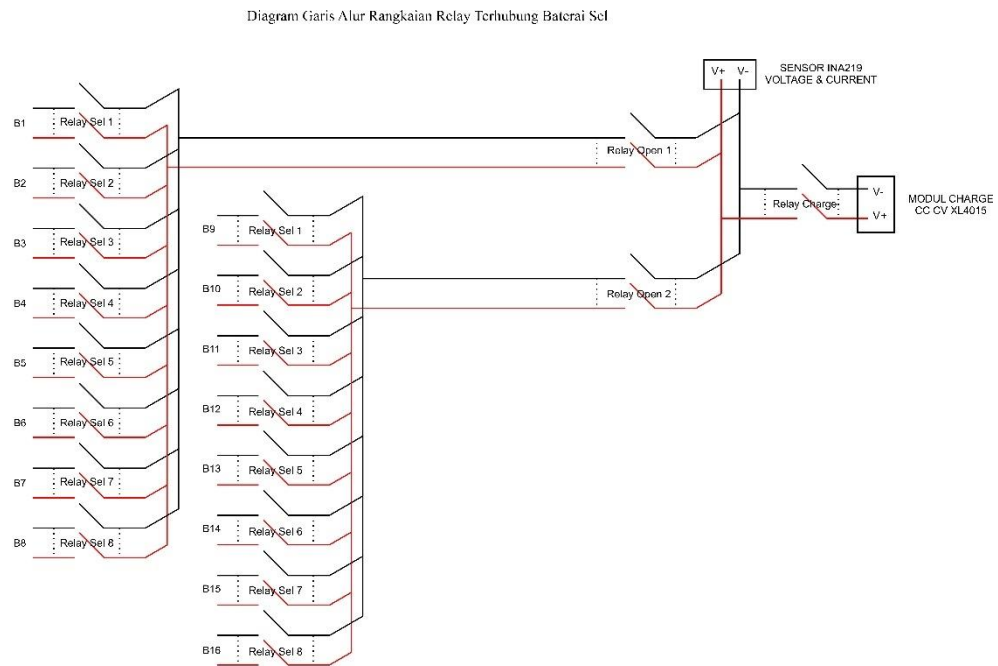 Diagram Garis Alur Rangkaian Relay Terhubung Baterai Sel
V+ V-
SENSOR INA219
VOLTAGE & CURRENT
B1 Relay Sel 1
B2 Relay Sel 2
B3 Relay Sel 3
B4 Relay Sel 4
B5 Relay Sel 5
B6 Relay Sel 6
B7 Relay Sel 7
B8 Relay Sel 8
B9 Relay Sel 1
B10 Relay Sel 2
B11 Relay Sel 3
B12 Relay Sel 4
B13 Relay Sel 5
B14 Relay Sel 6
B15 Relay Sel 7
B16 Relay Sel 8
Relay Open 1
Relay Open 2
Relay Charge
V-
V+
MODUL CHARGE
CC CV XL4015